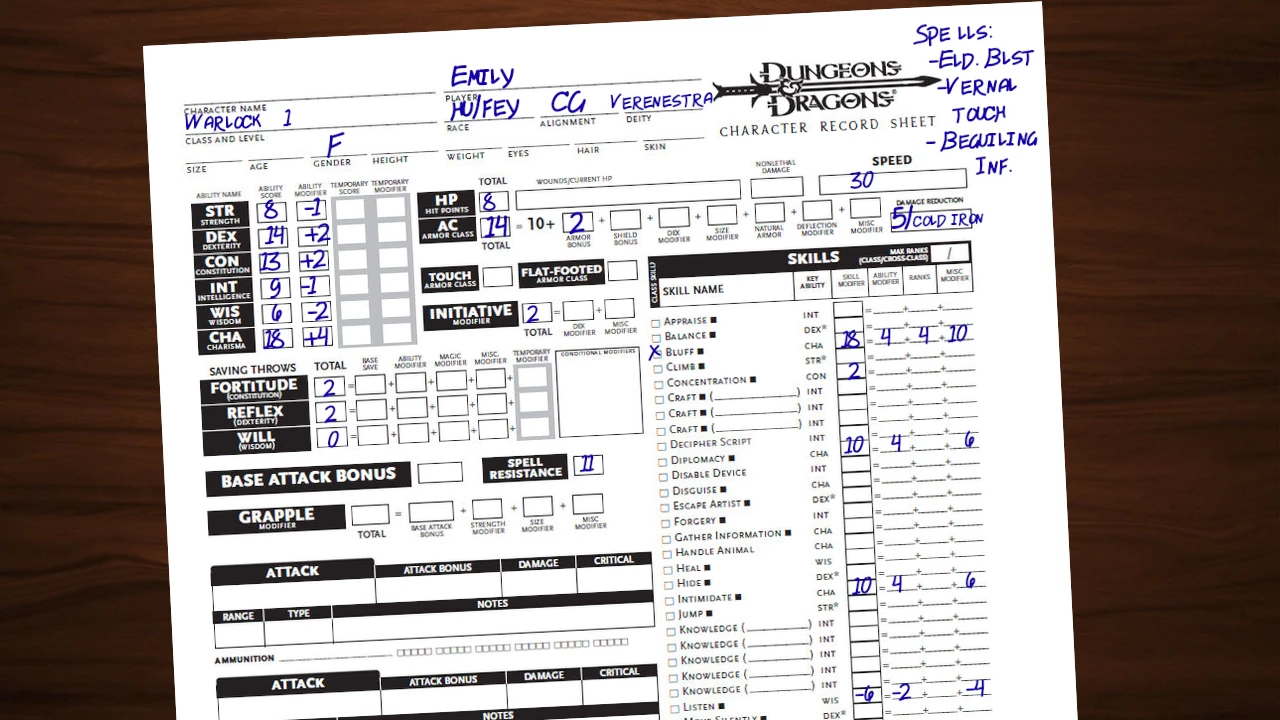 SPELLS:
-ELD. BLST
-VERNAL
TOUCH
- BEGUILING
INF.
DUNGEONS
&
DRAGONS®
CHARACTER RECORD SHEET
EMILY
CHARACTER NAME
PLAYER
WARLOCK 1
HU/FEY
CG
VERENESTRA
CLASS AND LEVEL
RACE
ALIGNMENT
DEITY
F
SIZE
AGE
GENDER
HEIGHT
WEIGHT
EYES
HAIR
SKIN
ABILITY NAME
ABILITY SCORE
ABILITY MODIFIER
TEMPORARY SCORE
TEMPORARY MODIFIER
STR STRENGTH 8 -1
DEX DEXTERITY 14 +2
CON CONSTITUTION 13 +2
INT INTELLIGENCE 9 -1
WIS WISDOM 6 -2
CHA CHARISMA 18 +4
TOTAL
WOUNDS/CURRENT HP
NONLETHAL DAMAGE
SPEED
HP HIT POINTS 8
30
AC ARMOR CLASS 14 = 10+ 2 + + + + + +
TOTAL
ARMOR BONUS
SHIELD BONUS
DEX MODIFIER
SIZE MODIFIER
NATURAL ARMOR
DEFLECTION MODIFIER
MISC MODIFIER
DAMAGE REDUCTION
5/COLD IRON
TOUCH ARMOR CLASS
FLAT-FOOTED ARMOR CLASS
INITIATIVE MODIFIER 2 = +
TOTAL
DEX MODIFIER
MISC MODIFIER
SAVING THROWS
TOTAL
BASE SAVE
ABILITY MODIFIER
MAGIC MODIFIER
MISC. MODIFIER
TEMPORARY MODIFIER
CONDITIONAL MODIFIERS
FORTITUDE (CONSTITUTION) 2 = + + + +
REFLEX (DEXTERITY) 2 = + + + +
WILL (WISDOM) 0 = + + + +
BASE ATTACK BONUS
SPELL RESISTANCE 11
GRAPPLE MODIFIER = + + +
TOTAL
BASE ATTACK BONUS
STRENGTH MODIFIER
SIZE MODIFIER
MISC MODIFIER
ATTACK
ATTACK BONUS
DAMAGE
CRITICAL
RANGE
TYPE
NOTES
AMMUNITION
ATTACK
ATTACK BONUS
DAMAGE
CRITICAL
NOTES
CLASS SKILL?
SKILLS
MAX RANKS (CLASS/CROSS-CLASS) /
SKILL NAME
KEY ABILITY
SKILL MODIFIER
ABILITY MODIFIER
RANKS
MISC MODIFIER
APPRAISE ■ INT
BALANCE ■ DEX*
X BLUFF ■ CHA 18 = 4 + 4 + 10
CLIMB ■ STR*
CONCENTRATION ■ CON 2
CRAFT ■ ( ) INT
CRAFT ■ ( ) INT
CRAFT ■ ( ) INT
DECIPHER SCRIPT INT
DIPLOMACY ■ CHA 10 = 4 + + 6
DISABLE DEVICE INT
DISGUISE ■ CHA
ESCAPE ARTIST ■ DEX*
FORGERY ■ INT
GATHER INFORMATION ■ CHA
HANDLE ANIMAL CHA
HEAL ■ WIS
HIDE ■ DEX*
INTIMIDATE ■ CHA 10 = 4 + + 6
JUMP ■ STR*
KNOWLEDGE ( ) INT
KNOWLEDGE ( ) INT
KNOWLEDGE ( ) INT
KNOWLEDGE ( ) INT
KNOWLEDGE ( ) INT
LISTEN ■ WIS -6 = -2 + + -4
MOVE SILENTLY ■ DEX*